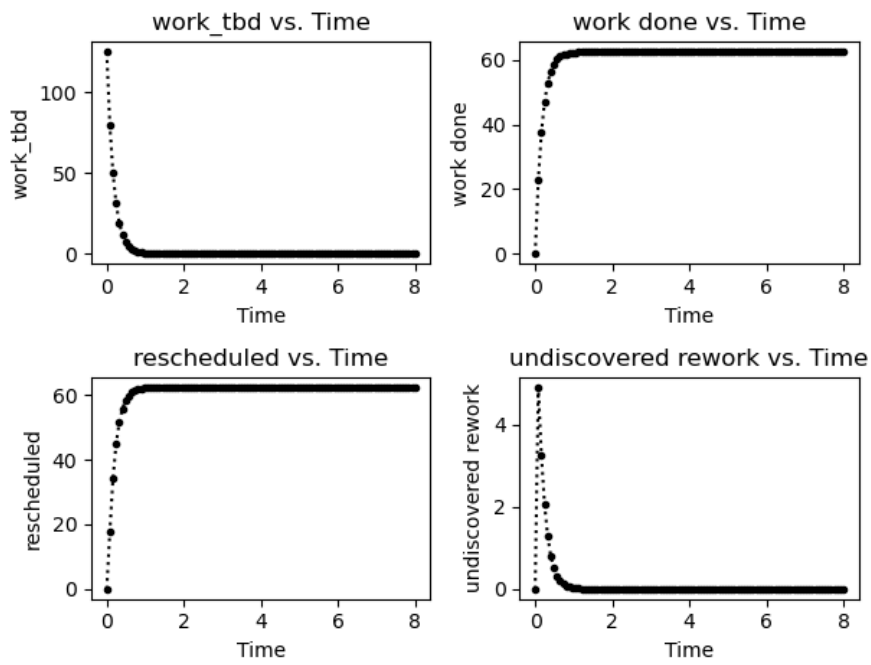 work_tbd vs. Time
work_tbd
100
50
0
0 2 4 6 8
Time
work done vs. Time
work done
60
40
20
0
0 2 4 6 8
Time
rescheduled vs. Time
rescheduled
60
40
20
0
0 2 4 6 8
Time
undiscovered rework vs. Time
undiscovered rework
4
2
0
0 2 4 6 8
Time